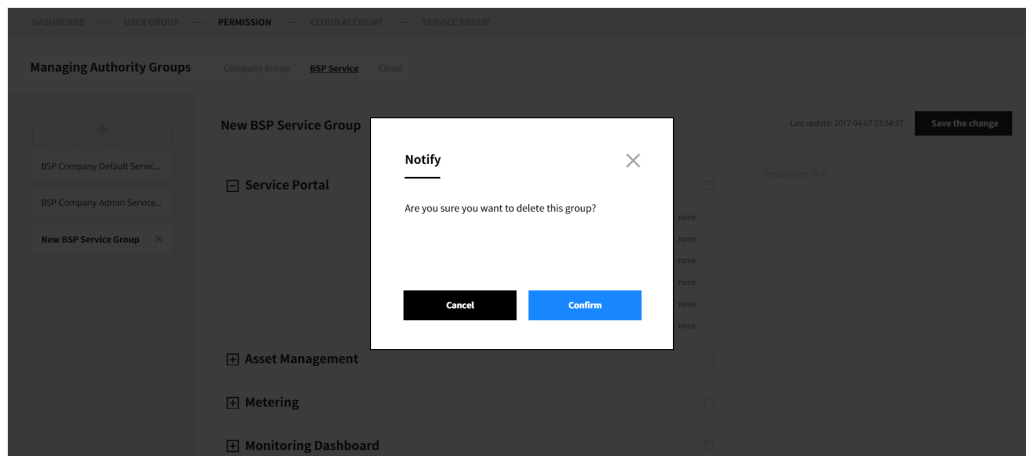 DASHBOARD — USER GROUP — PERMISSION — CLOUD ACCOUNT — SERVICE GROUP
Managing Authority Groups Company Group BSP Service Cloud
New BSP Service Group Last update: 2017-04-07 23:54:37 Save the change
BSP Company Default Servic...
BSP Company Admin Service...
New BSP Service Group
Notify
Are you sure you want to delete this group?
Cancel Confirm
Service Portal
none
none
none
none
none
none
Asset Management
Metering
Monitoring Dashboard
Description